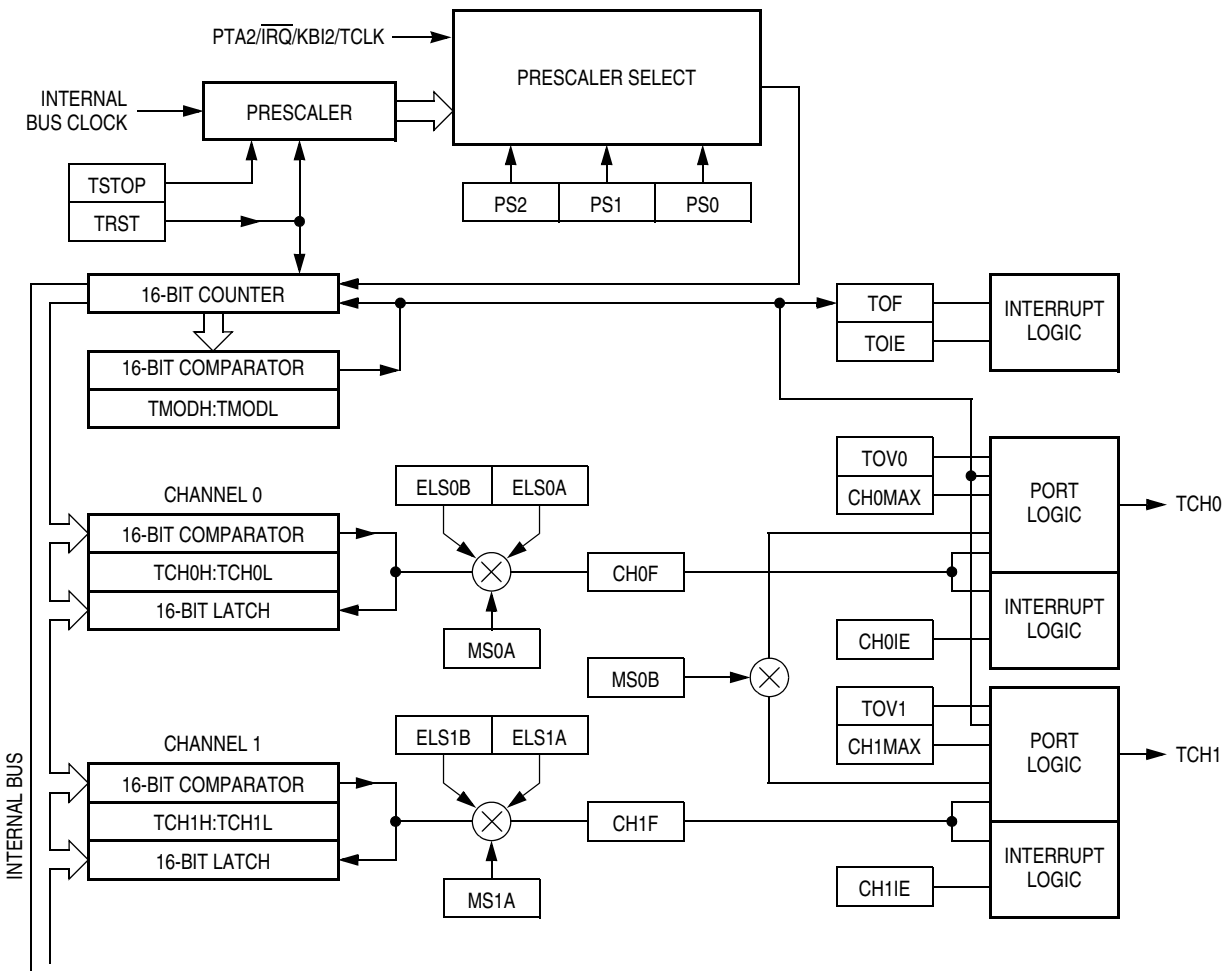 PTA2/IRQ/KBI2/TCLK
PRESCALER SELECT
INTERNAL
BUS CLOCK
PRESCALER
TSTOP
TRST
PS2
PS1
PS0
16-BIT COUNTER
TOF
TOIE
INTERRUPT
LOGIC
16-BIT COMPARATOR
TMODH:TMODL
CHANNEL 0
16-BIT COMPARATOR
TCH0H:TCH0L
16-BIT LATCH
ELS0B
ELS0A
MS0A
CH0F
TOV0
CH0MAX
PORT
LOGIC
TCH0
INTERRUPT
LOGIC
CH0IE
MS0B
CHANNEL 1
16-BIT COMPARATOR
TCH1H:TCH1L
16-BIT LATCH
ELS1B
ELS1A
MS1A
CH1F
TOV1
CH1MAX
PORT
LOGIC
TCH1
INTERRUPT
LOGIC
CH1IE
INTERNAL BUS